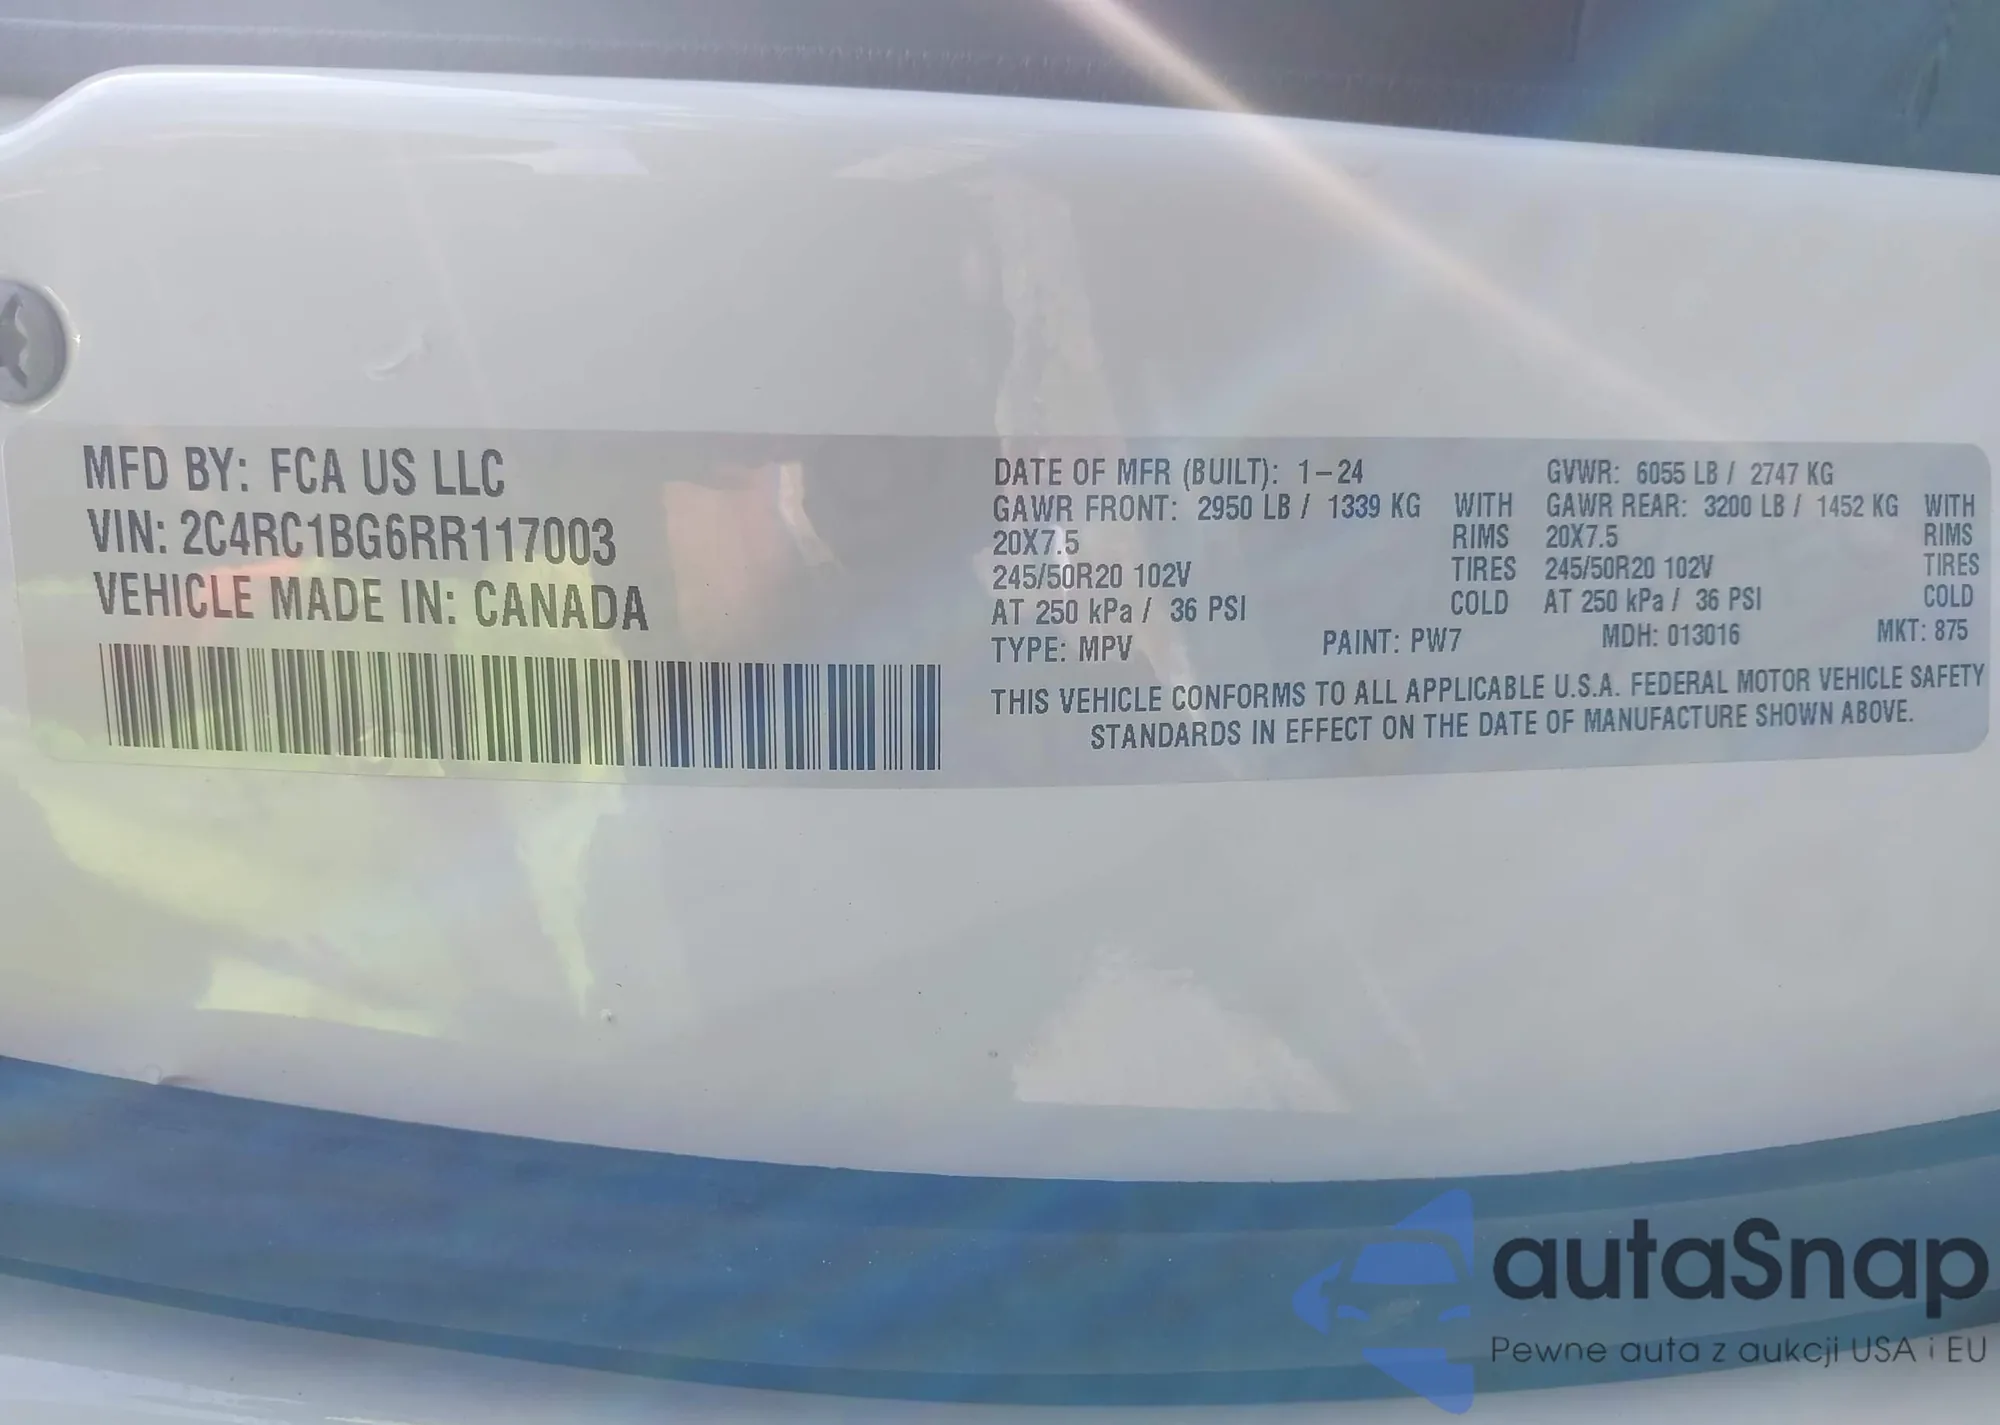 MFD BY: FCA US LLC
VIN: 2C4RC1BG6RR117003
VEHICLE MADE IN: CANADA
DATE OF MFR (BUILT): 1-24 GVWR: 6055 LB / 2747 KG
GAWR FRONT: 2950 LB / 1339 KG WITH GAWR REAR: 3200 LB / 1452 KG WITH
20X7.5 RIMS 20X7.5 RIMS
245/50R20 102V TIRES 245/50R20 102V TIRES
AT 250 kPa / 36 PSI COLD AT 250 kPa / 36 PSI COLD
TYPE: MPV PAINT: PW7 MDH: 013016 MKT: 875
THIS VEHICLE CONFORMS TO ALL APPLICABLE U.S.A. FEDERAL MOTOR VEHICLE SAFETY
STANDARDS IN EFFECT ON THE DATE OF MANUFACTURE SHOWN ABOVE.
autaSnap
Pewne auta z aukcji USA i EU